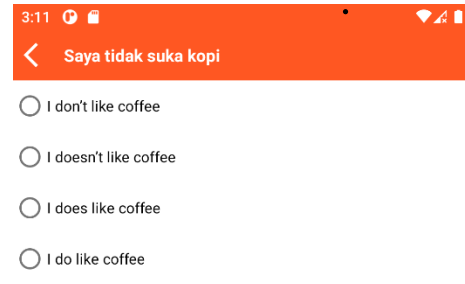 3:11
Saya tidak suka kopi
I don't like coffee
I doesn't like coffee
I does like coffee
I do like coffee